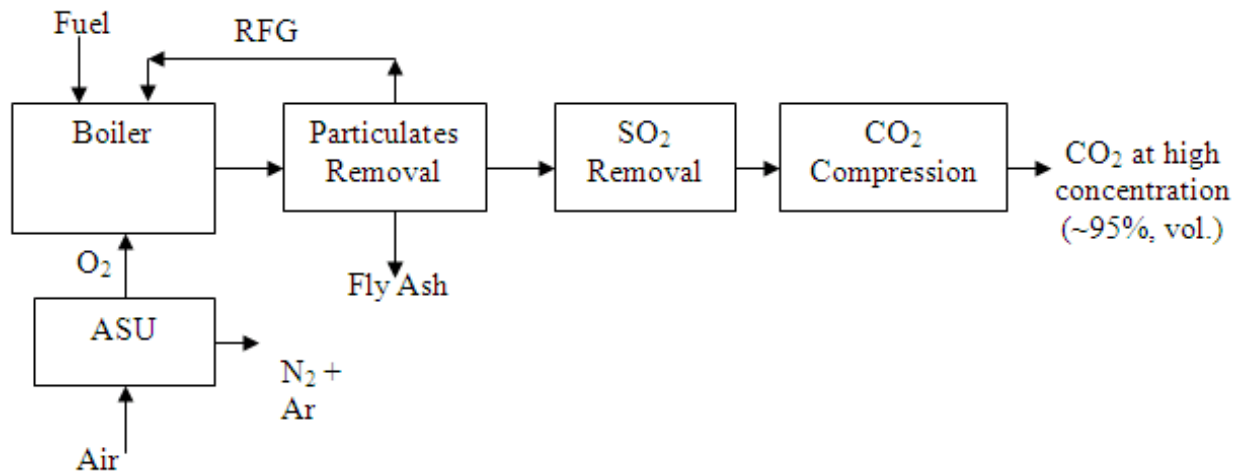 Fuel
RFG
Boiler
Particulates
Removal
SO₂
Removal
CO₂
Compression
CO₂ at high
concentration
(~95%, vol.)
O₂
Fly Ash
ASU
N₂ +
Ar
Air